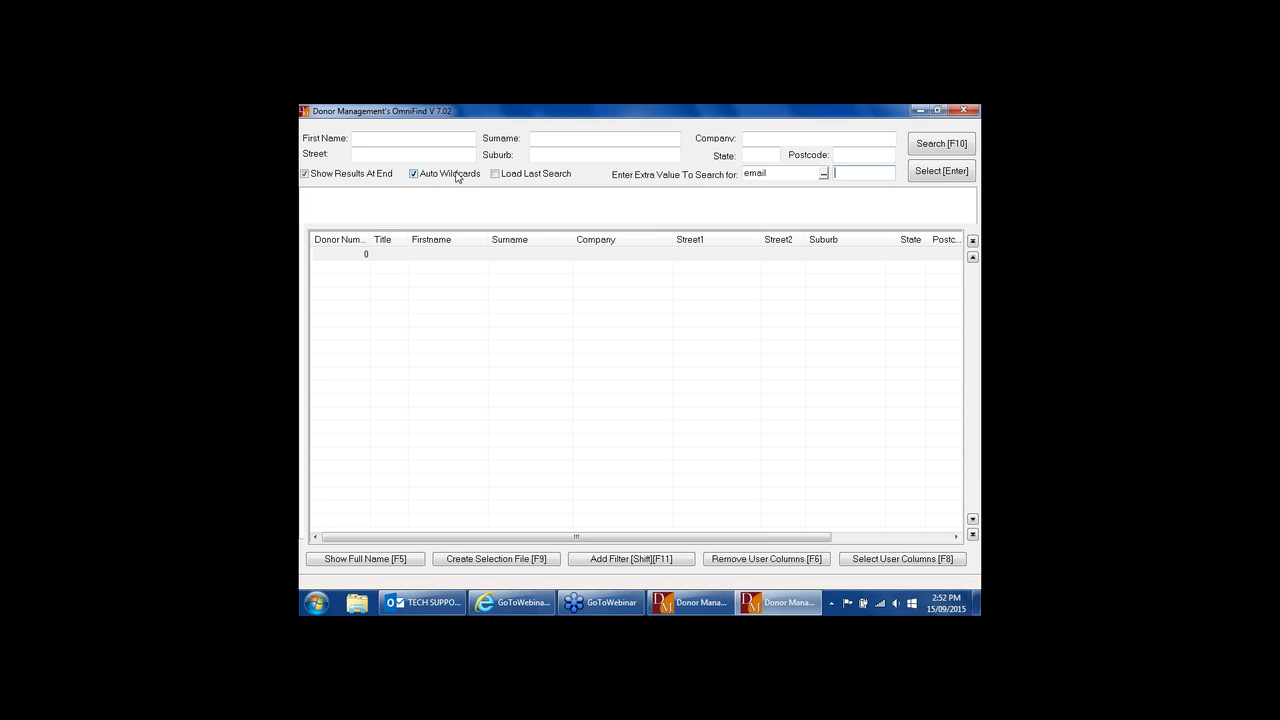 Donor Management's OmniFind V 7.02
First Name: Surname: Company: Search [F10]
Street: Suburb: State: Postcode:
Show Results At End Auto Wildcards Load Last Search Enter Extra Value To Search for: email Select [Enter]
Donor Num... Title Firstname Surname Company Street1 Street2 Suburb State Postc...
0
Show Full Name [F5] Create Selection File [F9] Add Filter [Shift][F11] Remove User Columns [F6] Select User Columns [F8]
TECH SUPPO... GoToWebina... GoToWebinar Donor Mana... Donor Mana... 2:52 PM
15/09/2015